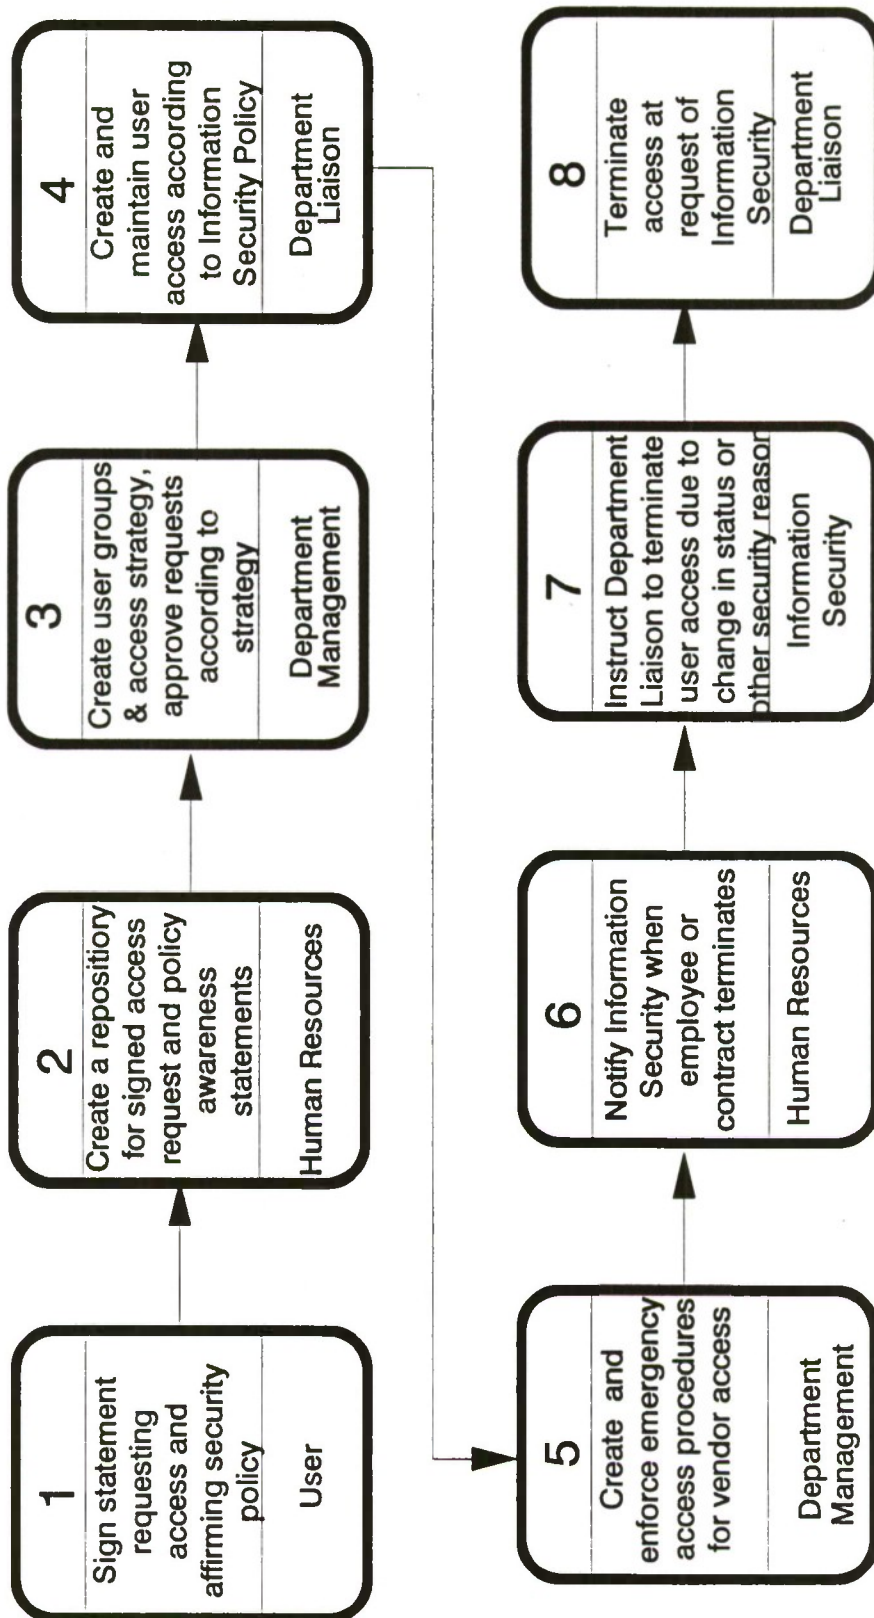 1
Sign statement
requesting
access and
affirming security
policy
User
2
Create a repository
for signed access
request and policy
awareness
statements
Human Resources
3
Create user groups
& access strategy,
approve requests
according to
strategy
Department
Management
4
Create and
maintain user
access according
to Information
Security Policy
Department
Liaison
5
Create and
enforce emergency
access procedures
for vendor access
Department
Management
6
Notify Information
Security when
employee or
contract terminates
Human Resources
7
Instruct Department
Liaison to terminate
user access due to
change in status or
other security reason
Information
Security
8
Terminate
access at
request of
Information
Security
Department
Liaison